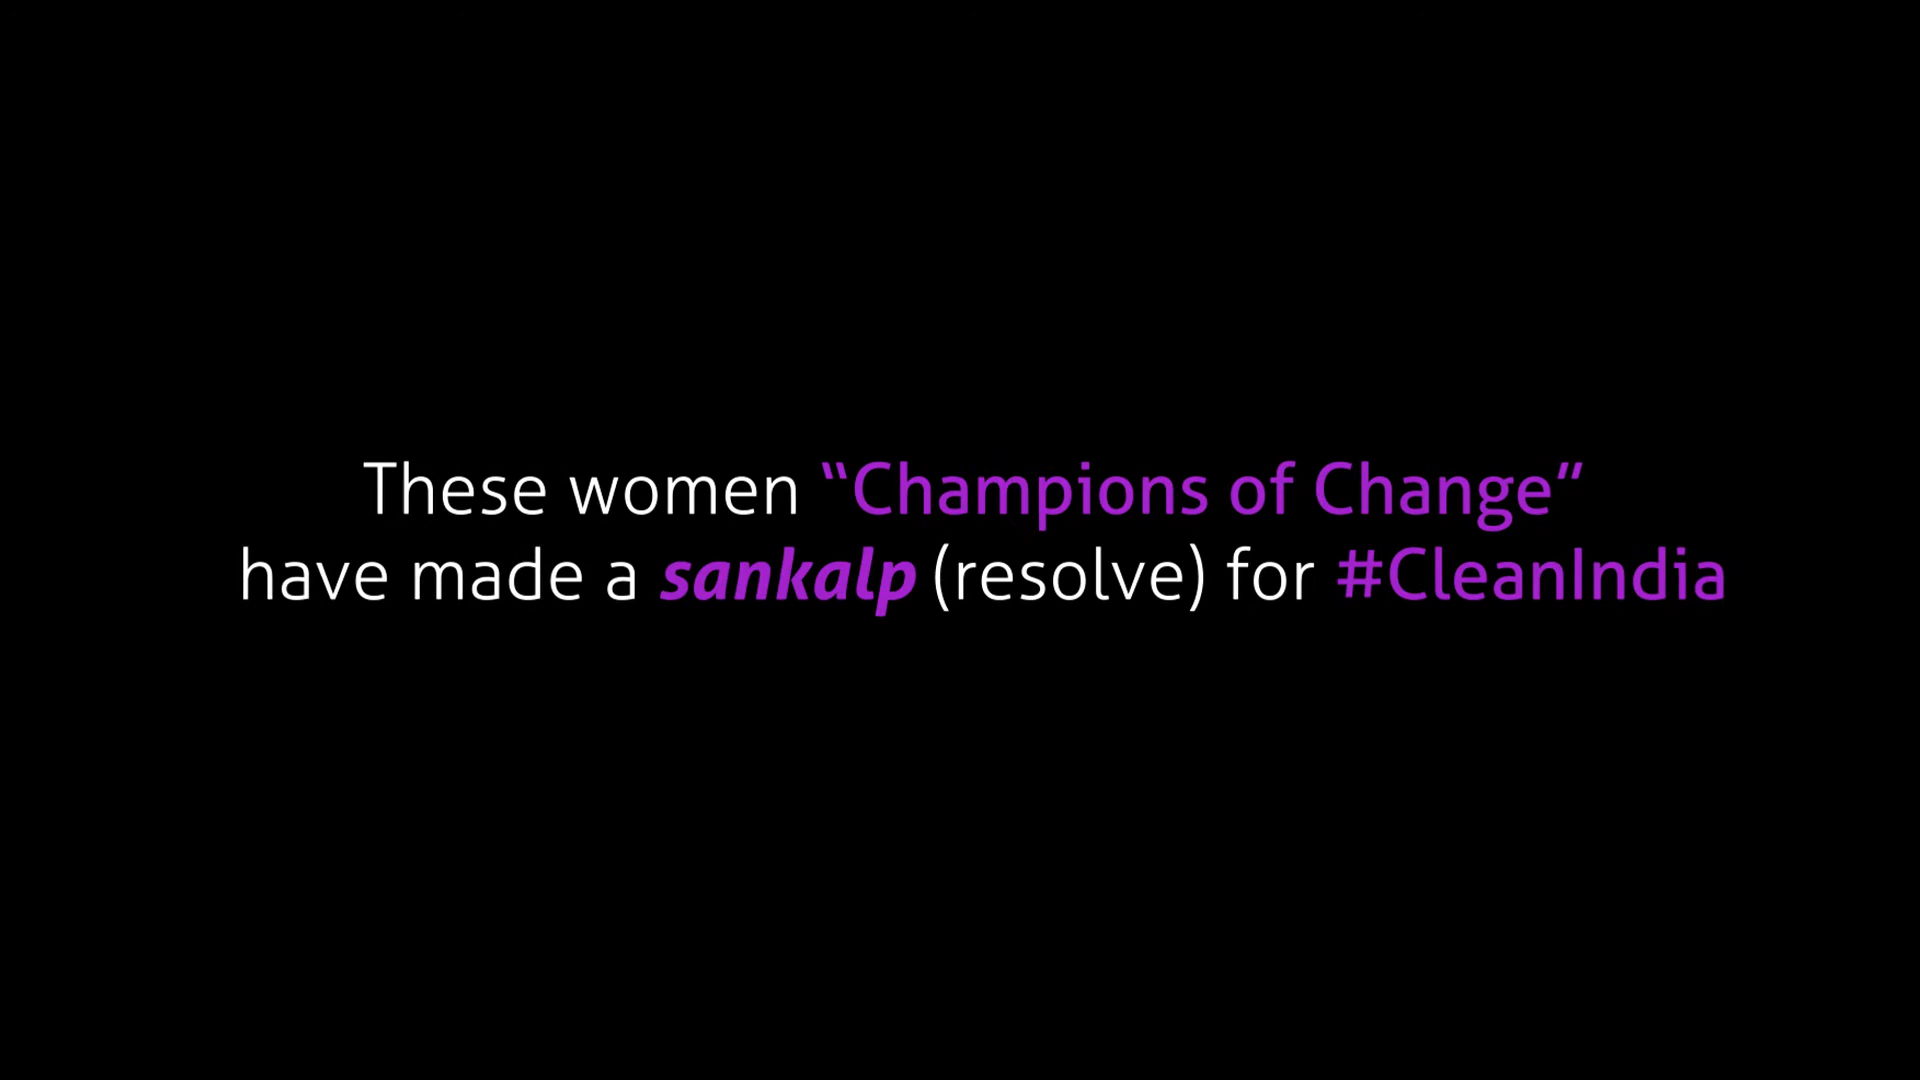 These women “Champions of Change”
have made a sankalp (resolve) for #CleanIndia